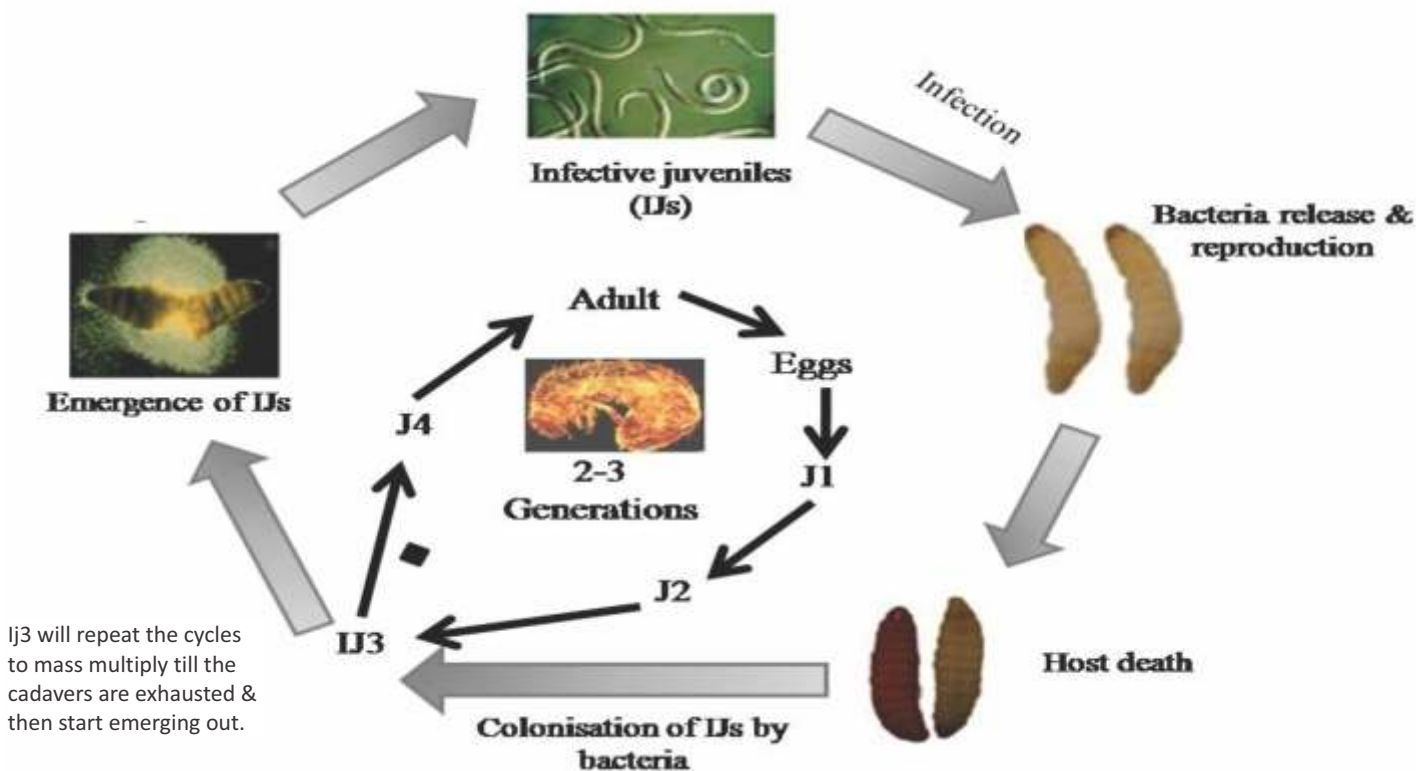 Infection
Infective juveniles
(IJs)
Bacteria release &
reproduction
Adult
Eggs
Emergence of IJs
J4
J1
2-3
Generations
J2
IJ3
Ij3 will repeat the cycles
to mass multiply till the
cadavers are exhausted &
then start emerging out.
Host death
Colonisation of IJs by
bacteria